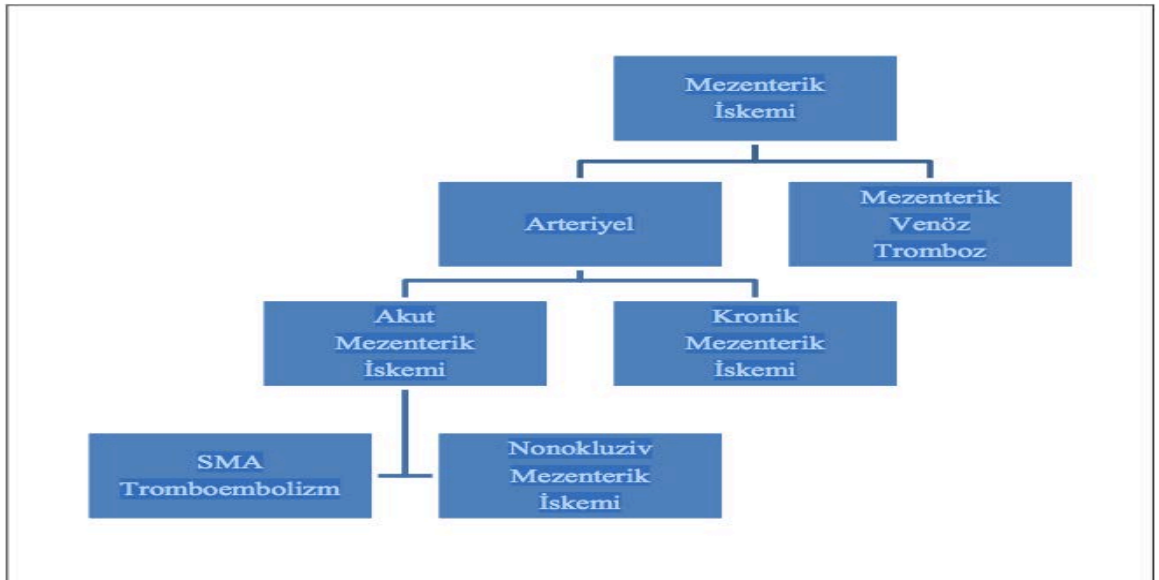 Mezenterik
İskemi
Arteriyel
Mezenterik
Venöz
Tromboz
Akut
Mezenterik
İskemi
Kronik
Mezenterik
İskemi
SMA
Tromboembolizm
Nonokluziv
Mezenterik
İskemi